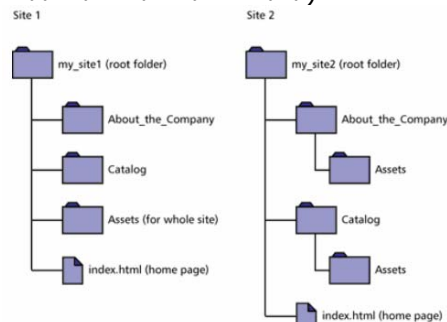 Site 1
my_site1 (root folder)
About_the_Company
Catalog
Assets (for whole site)
index.html (home page)
Site 2
my_site2 (root folder)
About_the_Company
Assets
Catalog
Assets
index.html (home page)